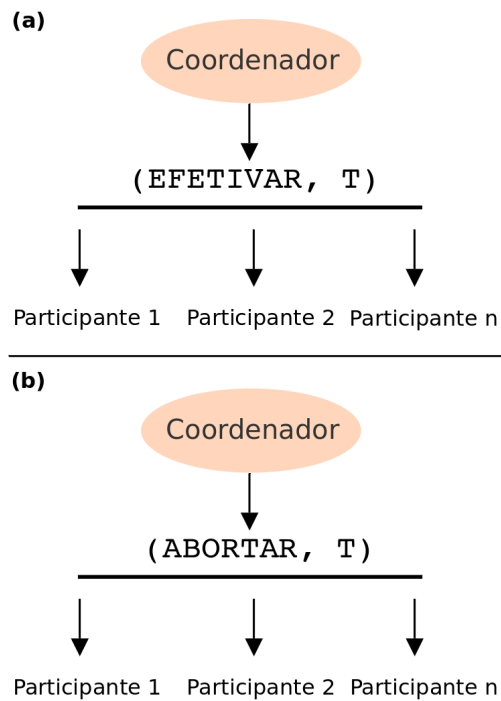 (a)
Coordenador
(EFETIVAR, T)
Participante 1 Participante 2 Participante n
(b)
Coordenador
(ABORTAR, T)
Participante 1 Participante 2 Participante n